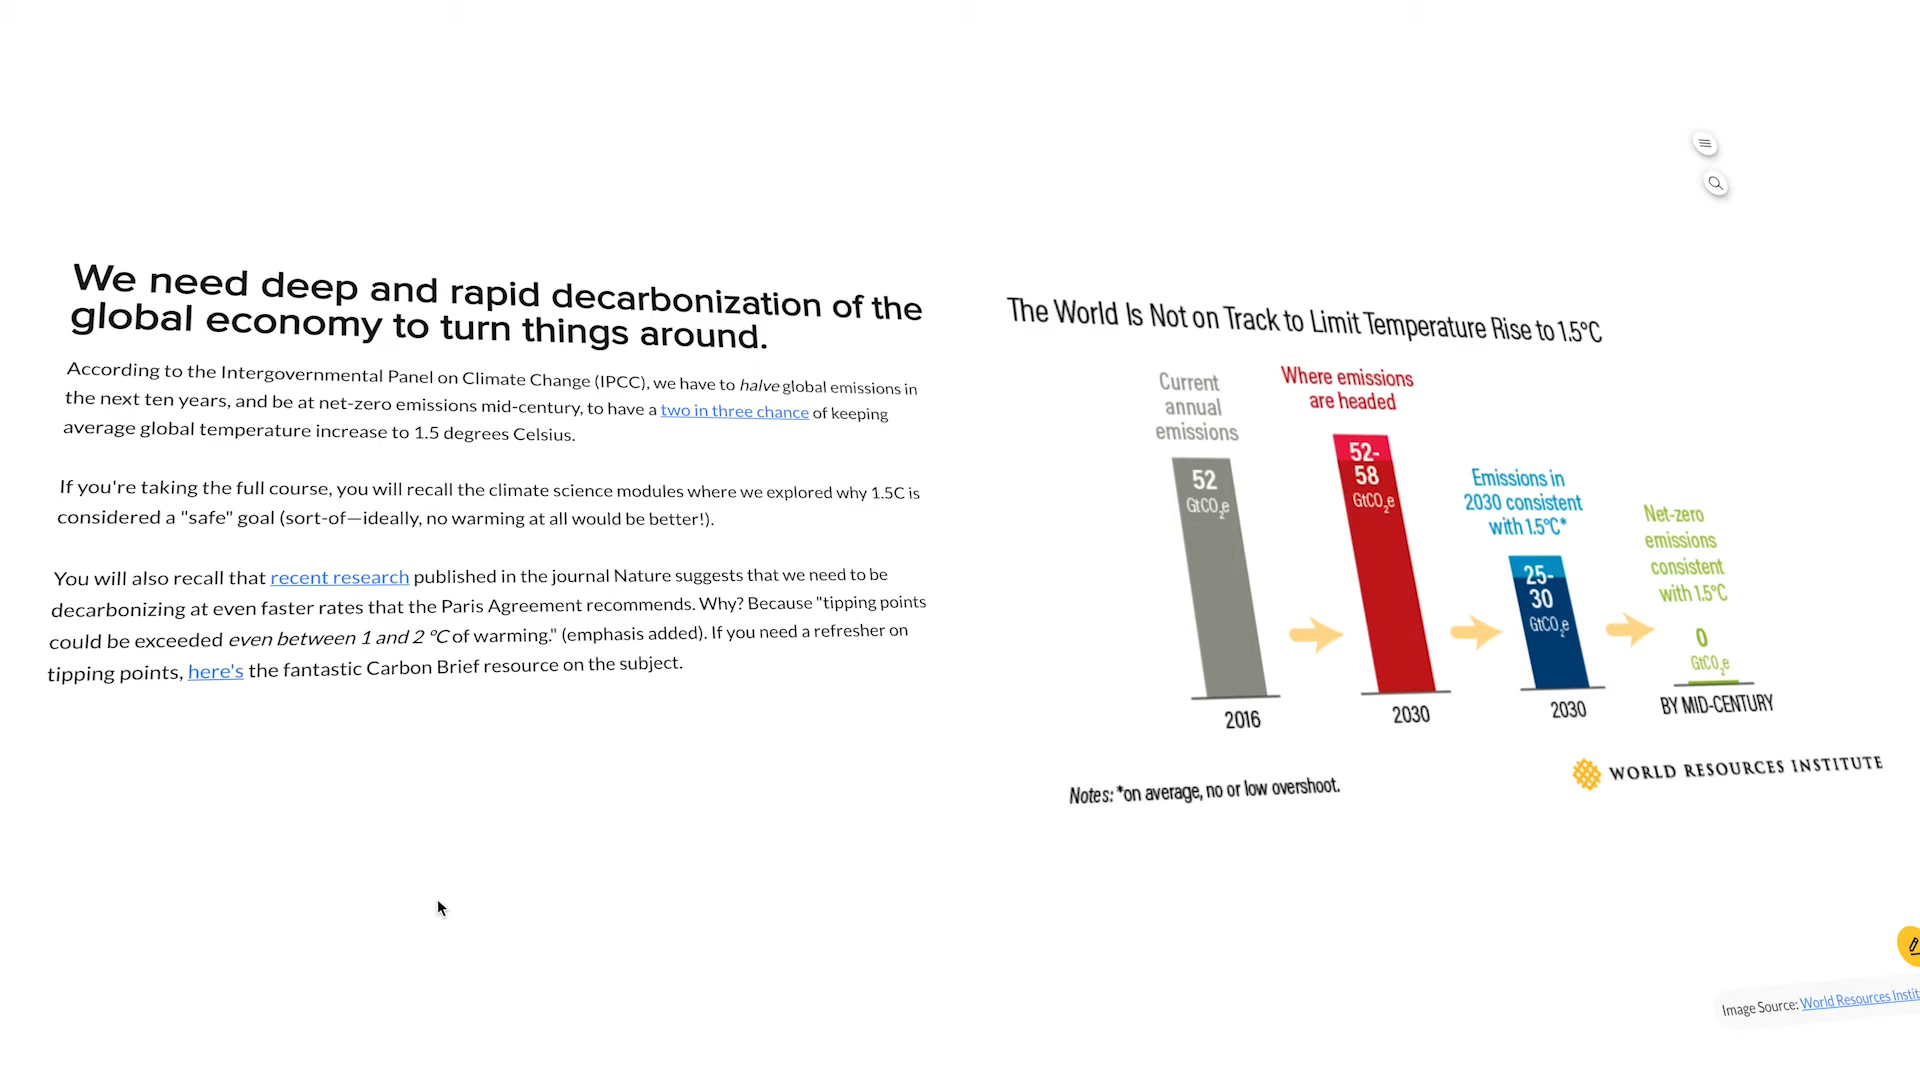 We need deep and rapid decarbonization of the
global economy to turn things around.
According to the Intergovernmental Panel on Climate Change (IPCC), we have to halve global emissions in
the next ten years, and be at net-zero emissions mid-century, to have a two in three chance of keeping
average global temperature increase to 1.5 degrees Celsius.
If you're taking the full course, you will recall the climate science modules where we explored why 1.5C is
considered a "safe" goal (sort-of—ideally, no warming at all would be better!).
You will also recall that recent research published in the journal Nature suggests that we need to be
decarbonizing at even faster rates that the Paris Agreement recommends. Why? Because "tipping points
could be exceeded even between 1 and 2 °C of warming." (emphasis added). If you need a refresher on
tipping points, here's the fantastic Carbon Brief resource on the subject.
The World Is Not on Track to Limit Temperature Rise to 1.5°C
Current
annual
emissions
52
GtCO₂e
2016
Where emissions
are headed
52-
58
GtCO₂e
2030
Emissions in
2030 consistent
with 1.5°C*
25-
30
GtCO₂e
2030
Net-zero
emissions
consistent
with 1.5°C
0
GtCO₂e
BY MID-CENTURY
WORLD RESOURCES INSTITUTE
Notes: *on average, no or low overshoot.
Image Source: World Resources